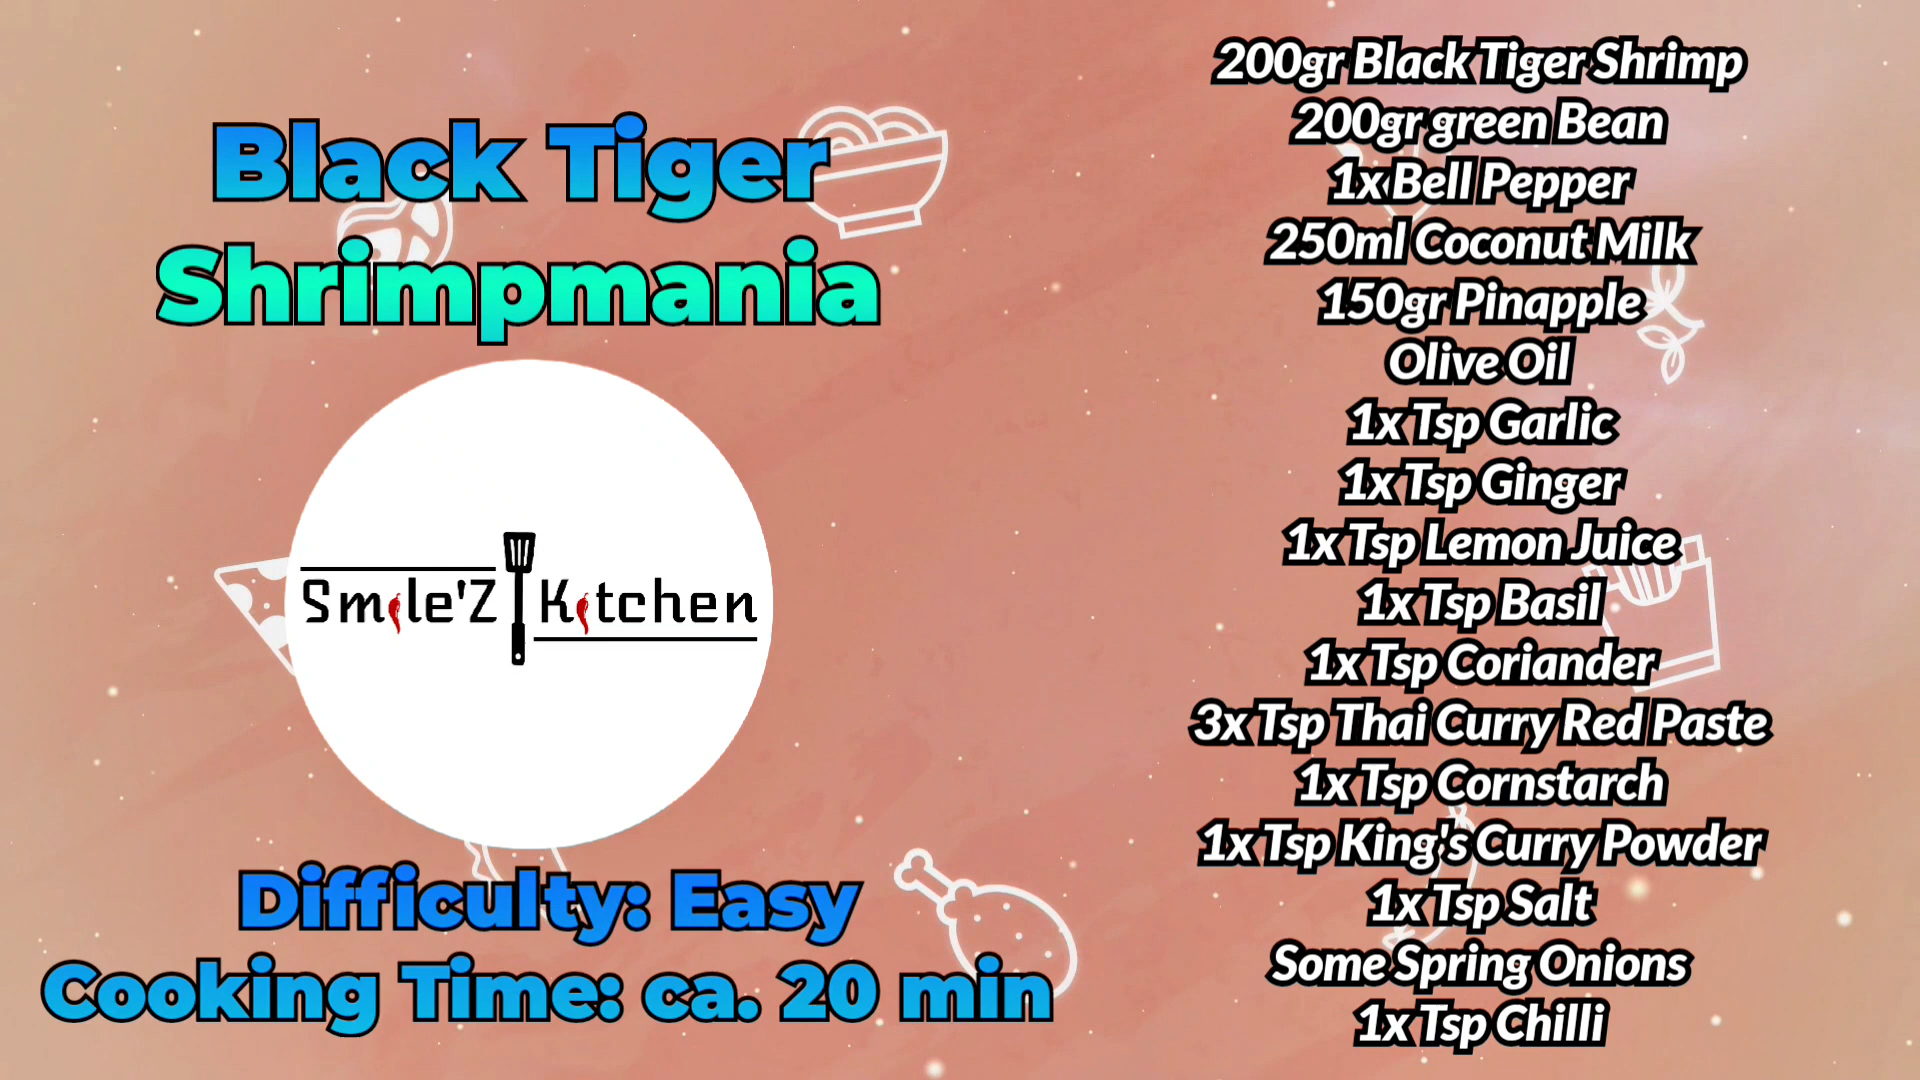 Black Tiger
Shrimpmania
Smile'Z Kitchen
Difficulty: Easy
Cooking Time: ca. 20 min
200gr Black Tiger Shrimp
200gr green Bean
1x Bell Pepper
250ml Coconut Milk
150gr Pinapple
Olive Oil
1x Tsp Garlic
1x Tsp Ginger
1x Tsp Lemon Juice
1x Tsp Basil
1x Tsp Coriander
3x Tsp Thai Curry Red Paste
1x Tsp Cornstarch
1x Tsp King's Curry Powder
1x Tsp Salt
Some Spring Onions
1x Tsp Chilli